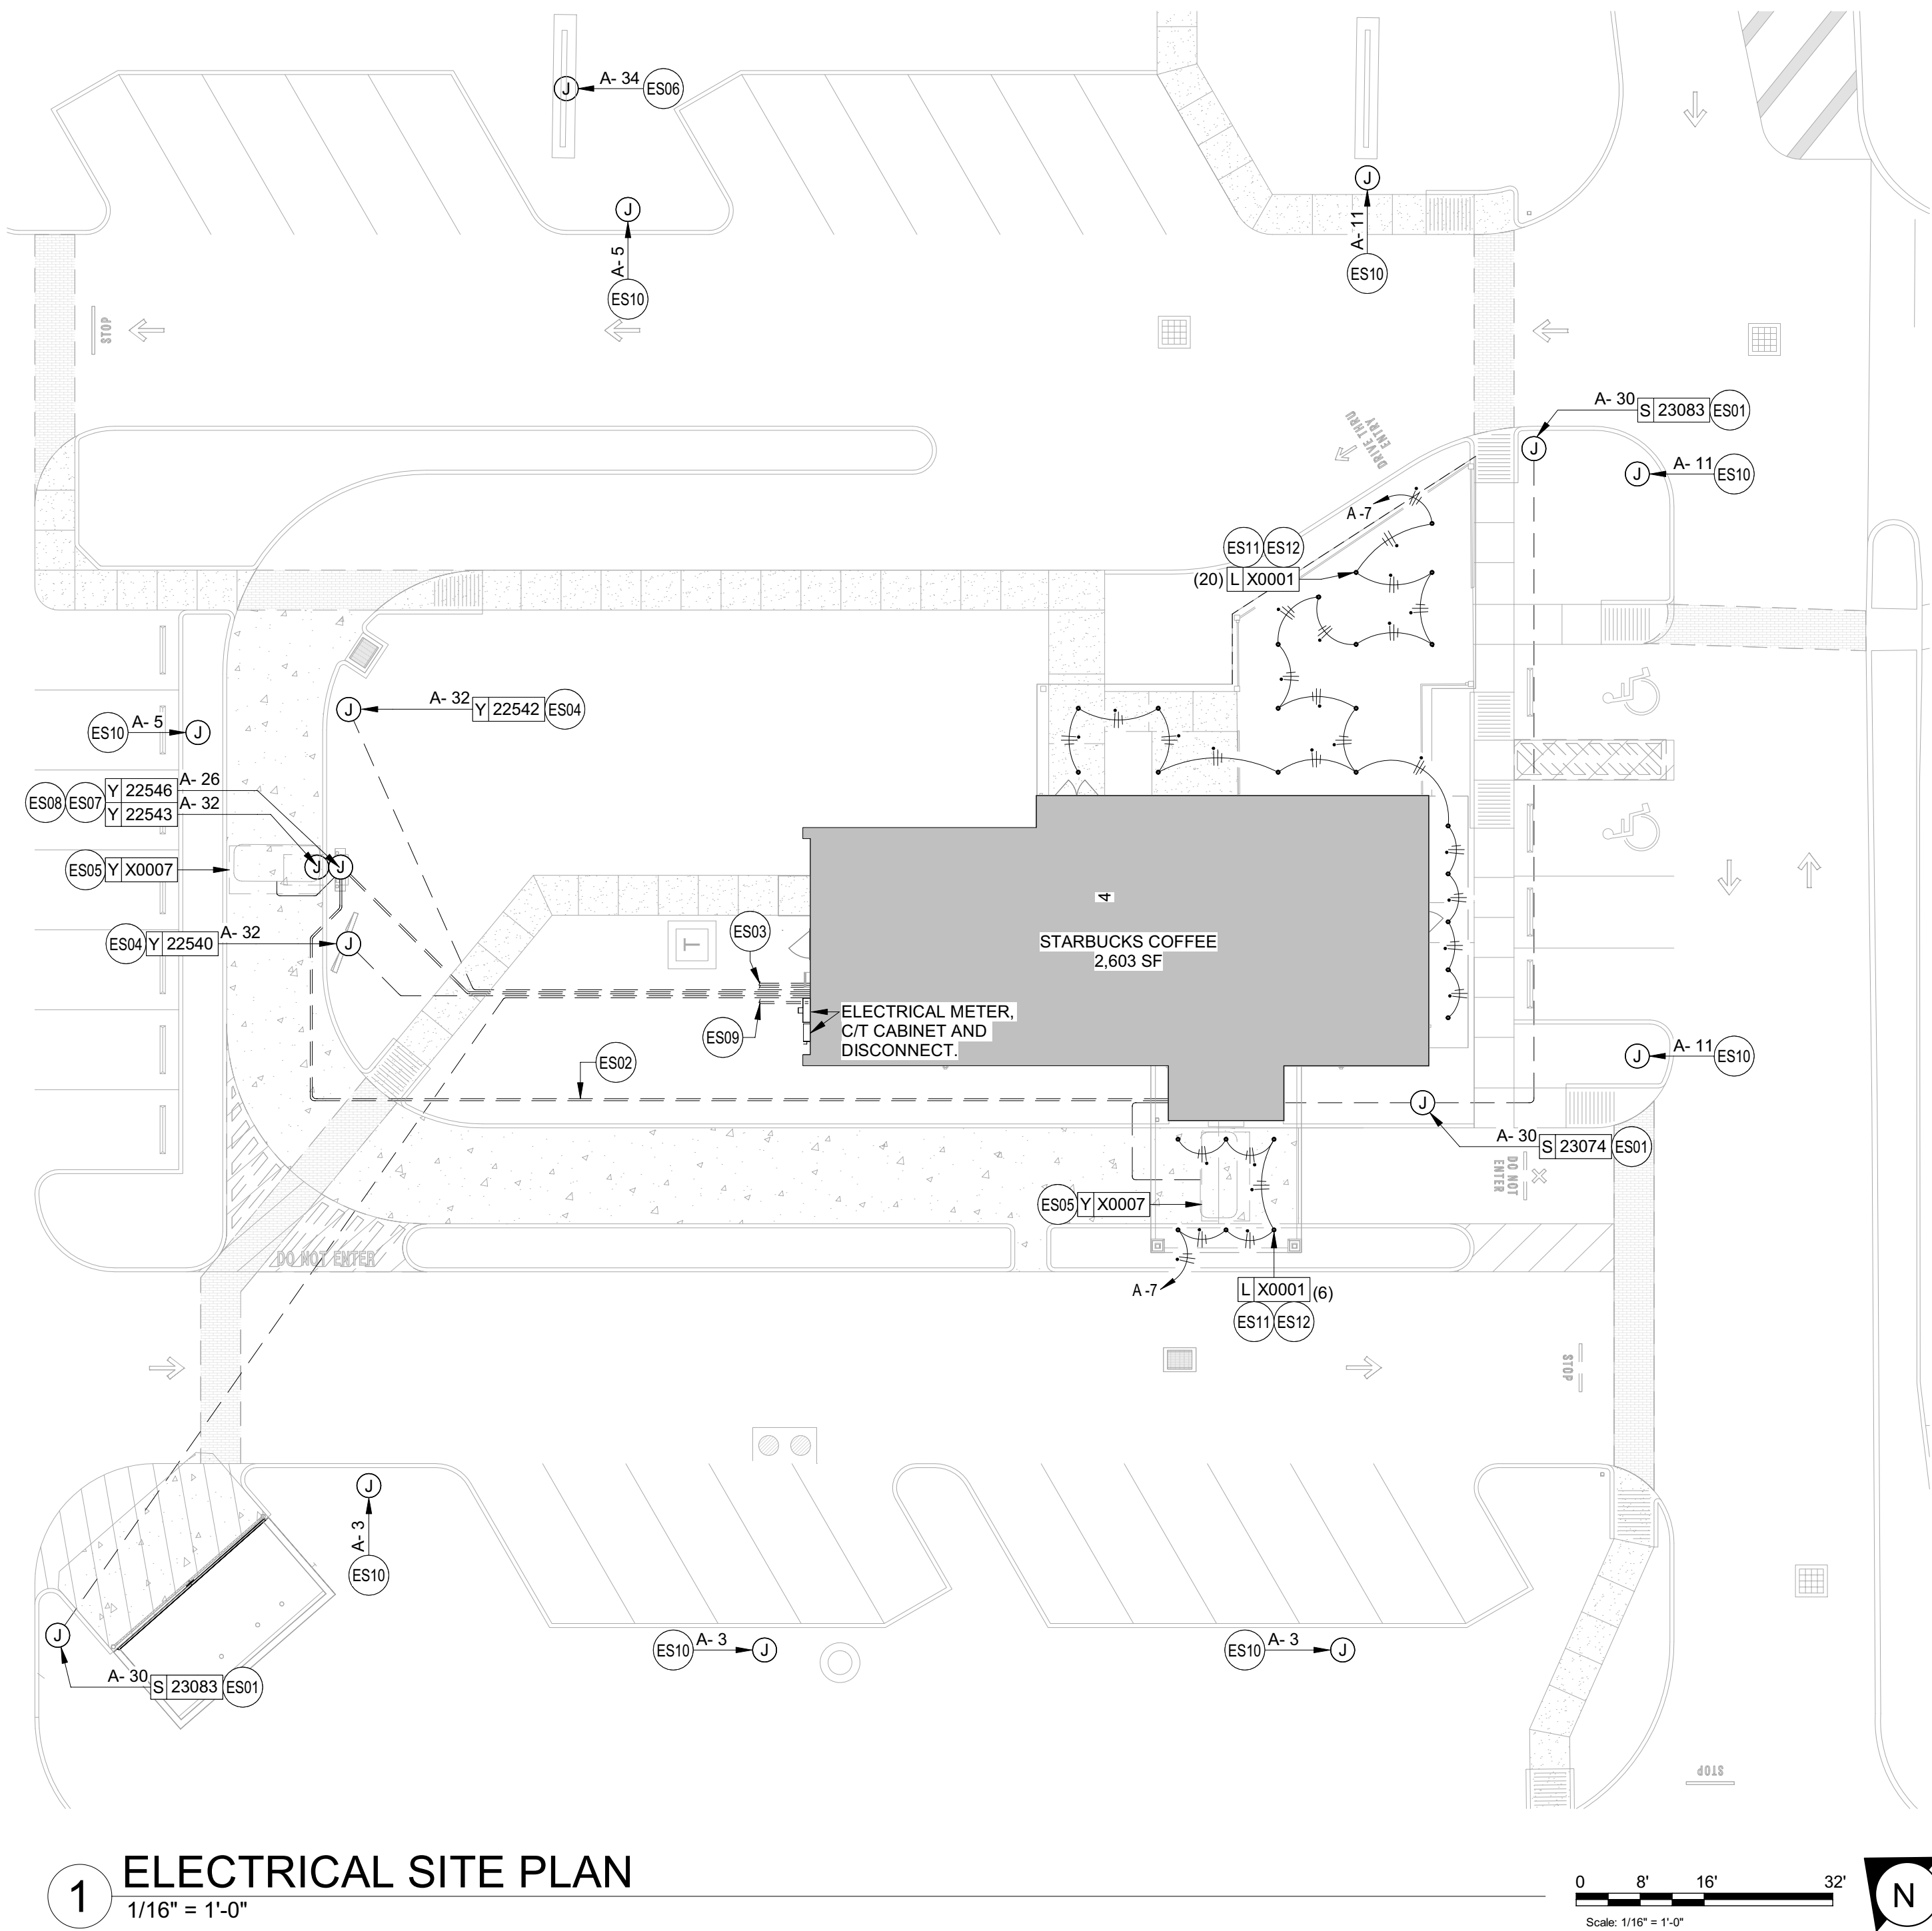 A- 34
J
ES06
J
J
A- 5
A- 11
ES10
ES10
STOP
A- 30
S 23083 ES01
DRIVE THRU
ENTRY
J
J
A- 11
ES10
A -7
ES11 ES12
(20) L X0001
A- 32
J
Y 22542 ES04
ES10
A- 5
J
Y 22546
A- 26
ES08 ES07
Y 22543
A- 32
ES05 Y X0007
J J
4
ES03
T
ES04 Y 22540
A- 32
J
STARBUCKS COFFEE
2,603 SF
ELECTRICAL METER,
C/T CABINET AND
DISCONNECT.
ES09
ES02
J
A- 11
ES10
J
A- 30
S 23074 ES01
DO NOT
ENTER
ES05 Y X0007
DO NOT ENTER
A -7
L X0001 (6)
ES11 ES12
STOP
J
A- 3
ES10
J
ES10
A- 3
J
ES10
A- 3
J
A- 30
S 23083 ES01
STOP
1
ELECTRICAL SITE PLAN
1/16" = 1'-0"
0 8' 16' 32'
Scale: 1/16" = 1'-0"
N